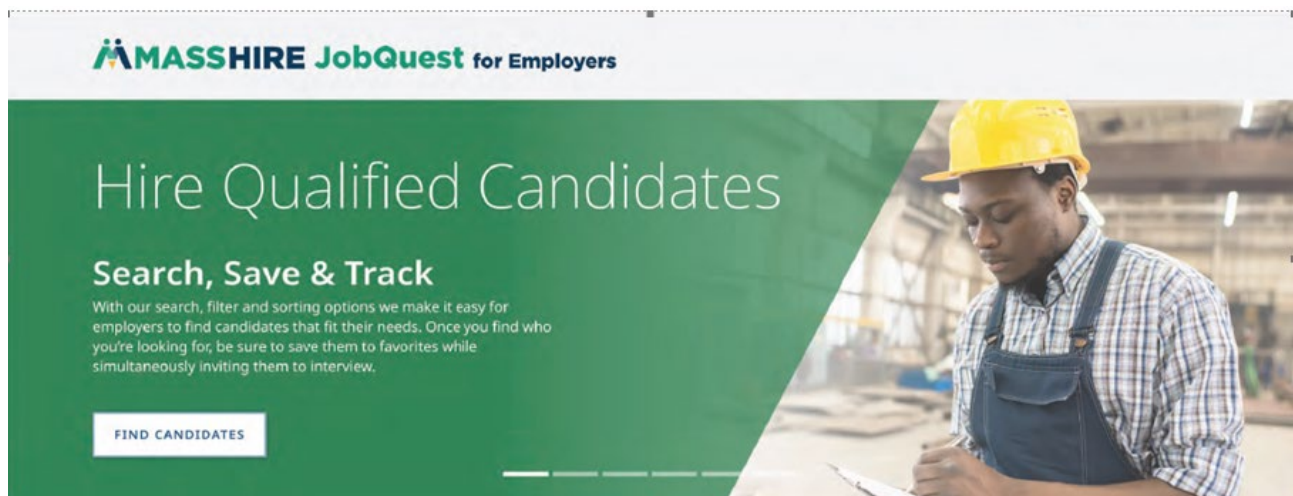 MASSHIRE JobQuest for Employers
Hire Qualified Candidates
Search, Save & Track
With our search, filter and sorting options we make it easy for
employers to find candidates that fit their needs. Once you find who
you're looking for, be sure to save them to favorites while
simultaneously inviting them to interview.
FIND CANDIDATES